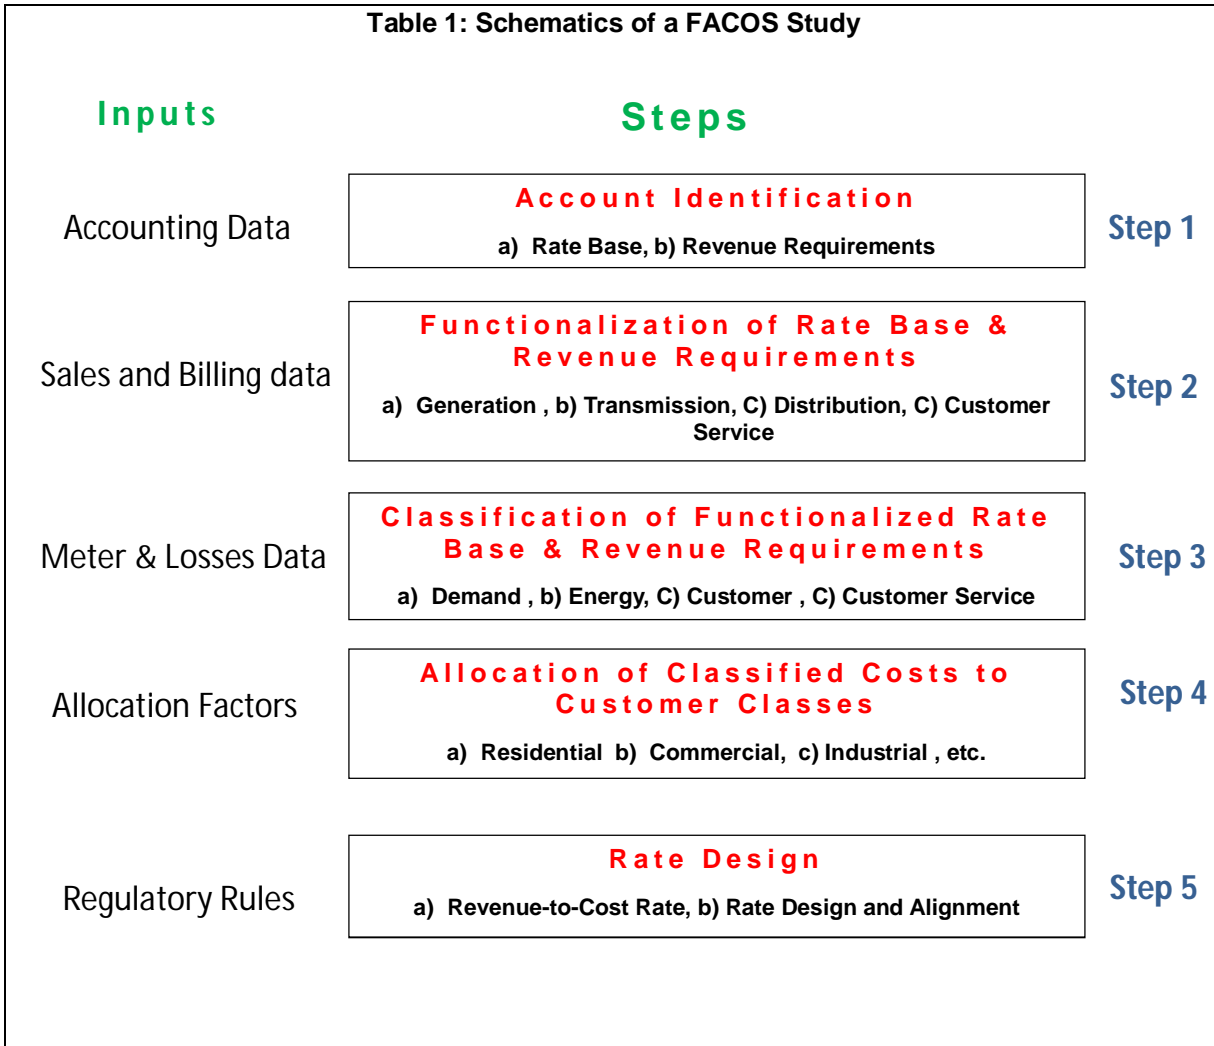 Table 1: Schematics of a FACOS Study
Inputs
Steps
Accounting Data
Account Identification
a) Rate Base, b) Revenue Requirements
Step 1
Sales and Billing data
Functionalization of Rate Base &
Revenue Requirements
a) Generation , b) Transmission, C) Distribution, C) Customer
Service
Step 2
Meter & Losses Data
Classification of Functionalized Rate
Base & Revenue Requirements
a) Demand , b) Energy, C) Customer , C) Customer Service
Step 3
Allocation Factors
Allocation of Classified Costs to
Customer Classes
a) Residential b) Commercial, c) Industrial , etc.
Step 4
Regulatory Rules
Rate Design
a) Revenue-to-Cost Rate, b) Rate Design and Alignment
Step 5